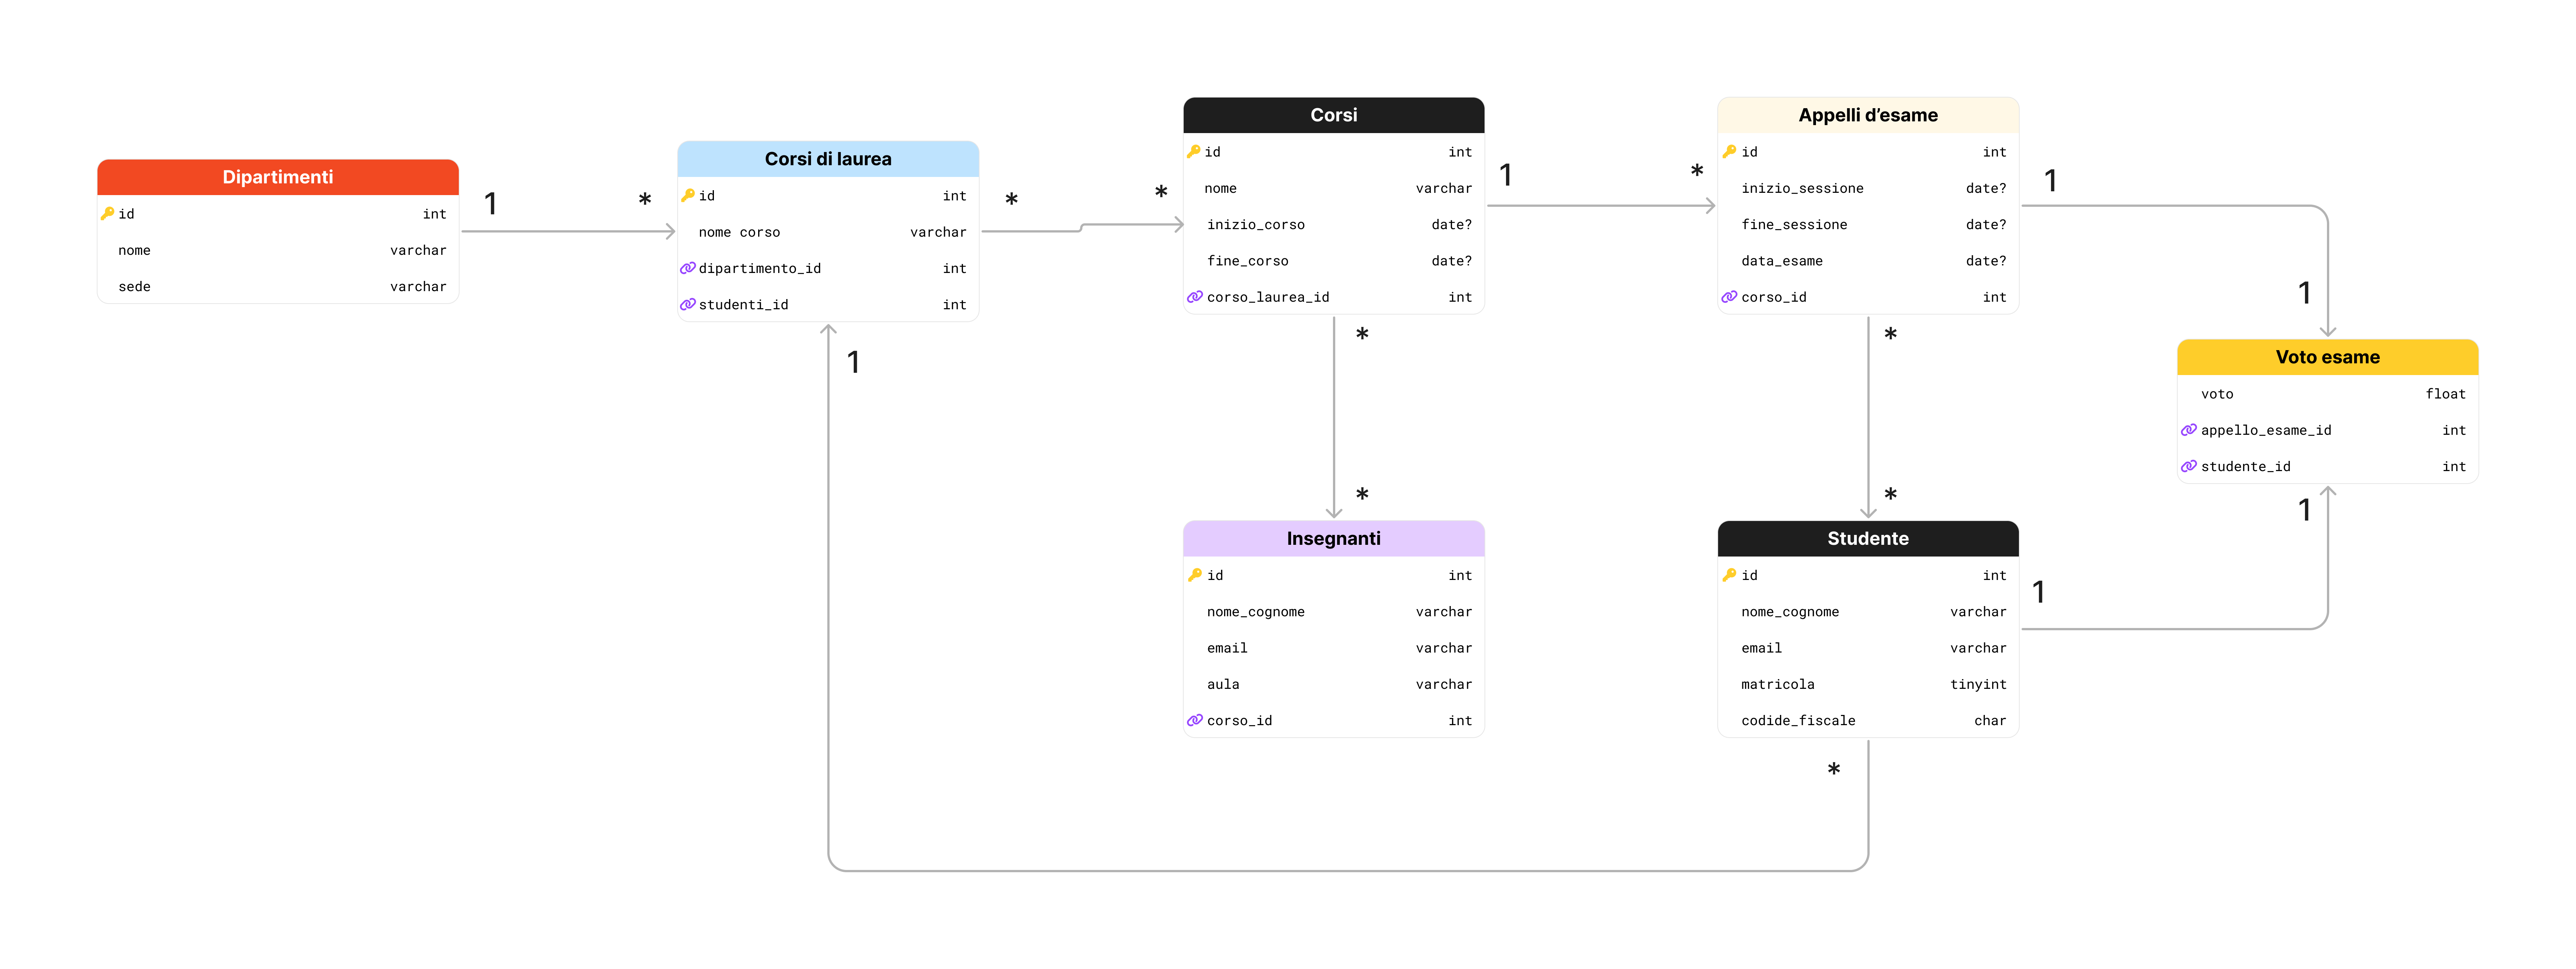 Dipartimenti
id int
nome varchar
sede varchar
1
*
Corsi di laurea
id int
nome corso varchar
dipartimento_id int
studenti_id int
*
*
1
Corsi
id int
nome varchar
inizio_corso date?
fine_corso date?
corso_laurea_id int
1
*
*
*
Appelli d’esame
id int
inizio_sessione date?
fine_sessione date?
data_esame date?
corso_id int
1
1
*
*
Voto esame
voto float
appello_esame_id int
studente_id int
1
Insegnanti
id int
nome_cognome varchar
email varchar
aula varchar
corso_id int
Studente
id int
nome_cognome varchar
email varchar
matricola tinyint
codide_fiscale char
1
*